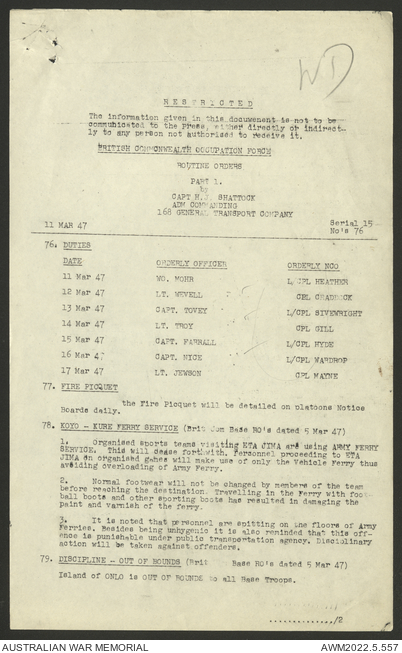 WD
RESTRICTED
The information given in this documenent is not to be
communicated to the Press, either directly or indirect-
ly to any person not authorised to receive it.
BRITISH COMMONWEALTH OCCUPATION FORCE
ROUTINE ORDERS
PART 1.
by
CAPT H.J. SHATTOCK
ADM COMMANDING
168 GENERAL TRANSPORT COMPANY
11 MAR 47 Serial 15
No's 76
76. DUTIES
DATE ORDERLY OFFICER ORDERLY NCO
11 Mar 47 WO. MOHR L/CPL HEATHER
12 Mar 47 LT. WEVELL CPL CRADDOCK
13 Mar 47 CAPT. TOVEY L/CPL SIVEWRIGHT
14 Mar 47 LT. TROY CPL GILL
15 Mar 47 CAPT. FARRALL L/CPL HYDE
16 Mar 47 CAPT. NICE L/CPL WARDROP
17 Mar 47 LT. JEWSON CPL MAYNE
77. FIRE PICQUET
the Fire Picquet will be detailed on platoons Notice
Boards daily.
78. KOYO - KURE FERRY SERVICE (Brit Com Base RO's dated 5 Mar 47)
1. Organised sports teams visiting ETA JIMA are using ARMY FERRY
SERVICE. This will cease forthwith. Personnel proceeding to ETA
JIMA on organised games will make use of only the Vehicle Ferry thus
avoiding overloading of Army Ferry.
2. Normal footwear will not be changed by members of the team
before reaching the destination. Travelling in the Ferry with foot-
ball boots and other sporting boots has resulted in damaging the
paint and varnish of the ferry.
3. It is noted that personnel are spitting on the floors of Army
Ferries. Besides being unhygenic it is also reminded that this off-
ence is punishable under public transportation agency. Disciplinary
action will be taken against offenders.
79. DISCIPLINE - OUT OF BOUNDS (Brit Base RO's dated 5 Mar 47)
Island of ONLO is OUT OF BOUNDS to all Base Troops.
............../2
AUSTRALIAN WAR MEMORIAL AWM2022.5.557